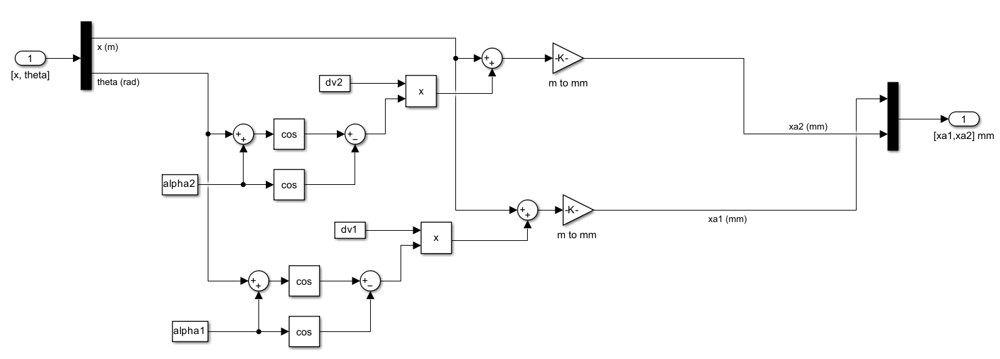 1
[x, theta]
x (m)
theta (rad)
+
+
-K-
m to mm
dv2
x
+
+
cos
+
−
alpha2
cos
xa2 (mm)
1
[xa1,xa2] mm
+
+
-K-
m to mm
xa1 (mm)
dv1
x
+
+
cos
+
−
alpha1
cos